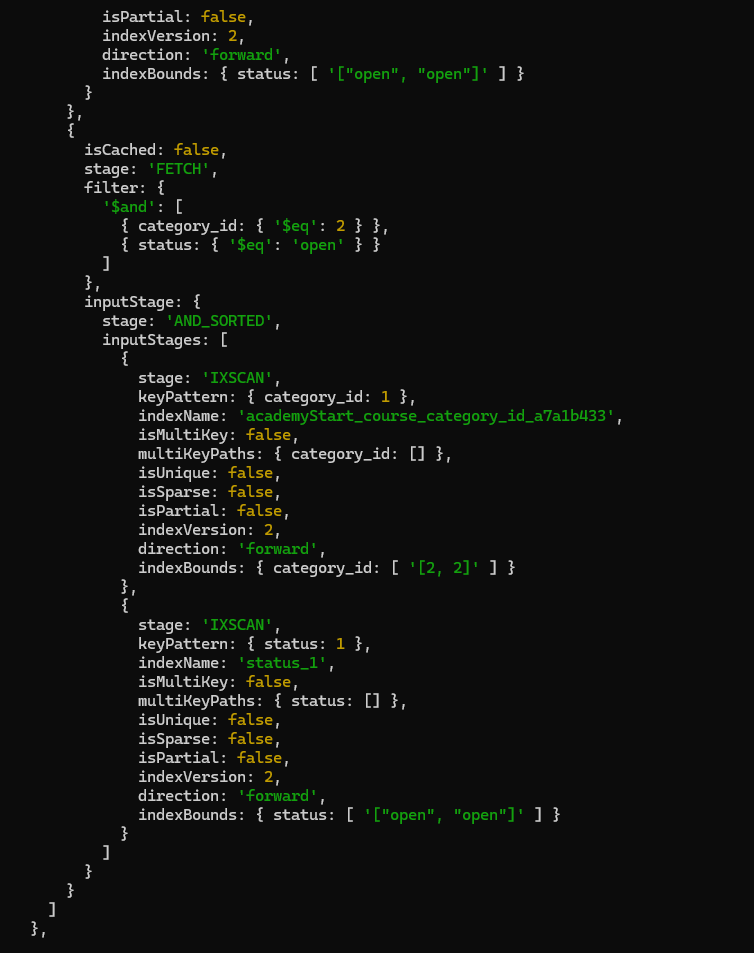 isPartial: false,
indexVersion: 2,
direction: 'forward',
indexBounds: { status: [ '["open", "open"]' ] }
}
},
{
isCached: false,
stage: 'FETCH',
filter: {
'$and': [
{ category_id: { '$eq': 2 } },
{ status: { '$eq': 'open' } }
]
},
inputStage: {
stage: 'AND_SORTED',
inputStages: [
{
stage: 'IXSCAN',
keyPattern: { category_id: 1 },
indexName: 'academyStart_course_category_id_a7a1b433',
isMultiKey: false,
multiKeyPaths: { category_id: [] },
isUnique: false,
isSparse: false,
isPartial: false,
indexVersion: 2,
direction: 'forward',
indexBounds: { category_id: [ '[2, 2]' ] }
},
{
stage: 'IXSCAN',
keyPattern: { status: 1 },
indexName: 'status_1',
isMultiKey: false,
multiKeyPaths: { status: [] },
isUnique: false,
isSparse: false,
isPartial: false,
indexVersion: 2,
direction: 'forward',
indexBounds: { status: [ '["open", "open"]' ] }
}
]
}
}
]
},